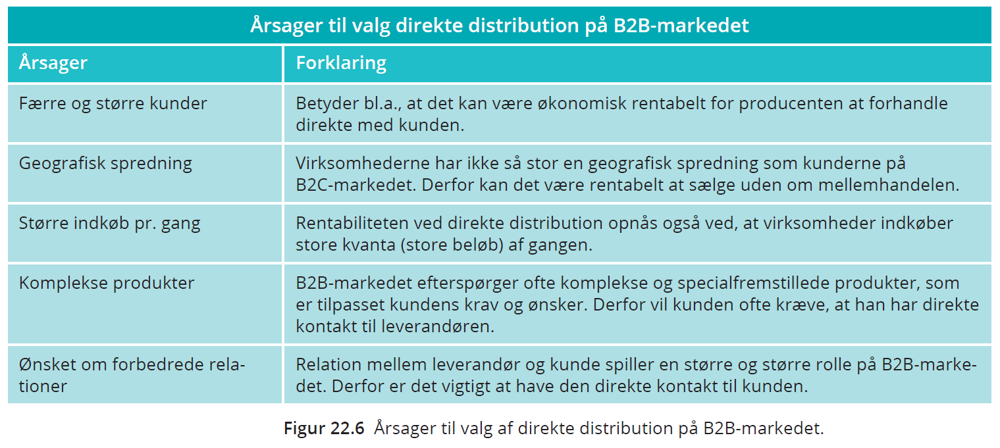 Årsager til valg direkte distribution på B2B-markedet
Årsager
Forklaring
Færre og større kunder
Betyder bl.a., at det kan være økonomisk rentabelt for producenten at forhandle
direkte med kunden.
Geografisk spredning
Virksomhederne har ikke så stor en geografisk spredning som kunderne på
B2C-markedet. Derfor kan det være rentabelt at sælge uden om mellemhandelen.
Større indkøb pr. gang
Rentabiliteten ved direkte distribution opnås også ved, at virksomheder indkøber
store kvanta (store beløb) af gangen.
Komplekse produkter
B2B-markedet efterspørger ofte komplekse og specialfremstillede produkter, som
er tilpasset kundens krav og ønsker. Derfor vil kunden ofte kræve, at han har direkte
kontakt til leverandøren.
Ønsket om forbedrede rela-
tioner
Relation mellem leverandør og kunde spiller en større og større rolle på B2B-marke-
det. Derfor er det vigtigt at have den direkte kontakt til kunden.
Figur 22.6 Årsager til valg af direkte distribution på B2B-markedet.